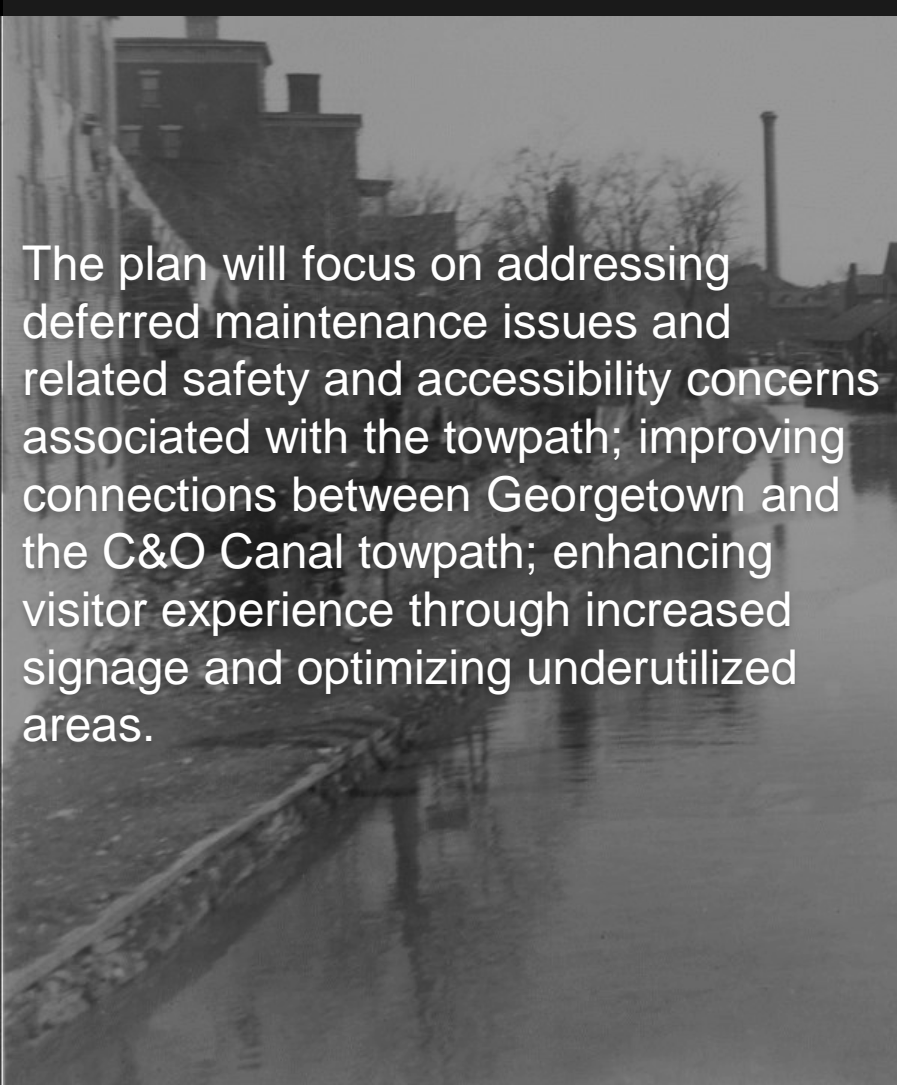 The plan will focus on addressing
deferred maintenance issues and
related safety and accessibility concerns
associated with the towpath; improving
connections between Georgetown and
the C&O Canal towpath; enhancing
visitor experience through increased
signage and optimizing underutilized
areas.